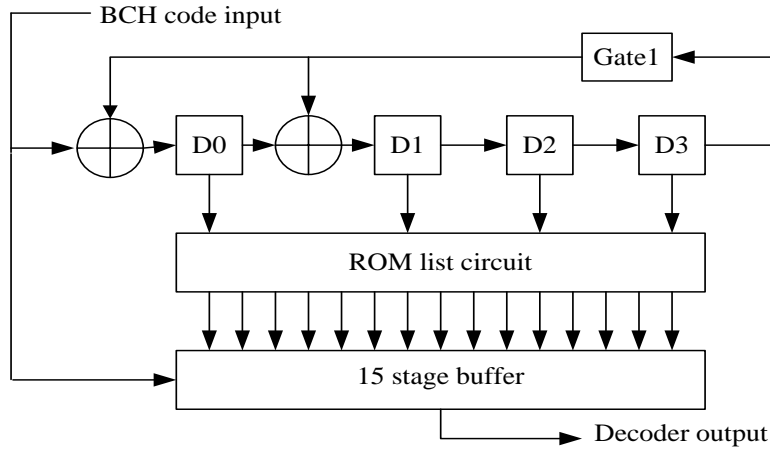 BCH code input
Gate1
D0
D1
D2
D3
ROM list circuit
15 stage buffer
Decoder output